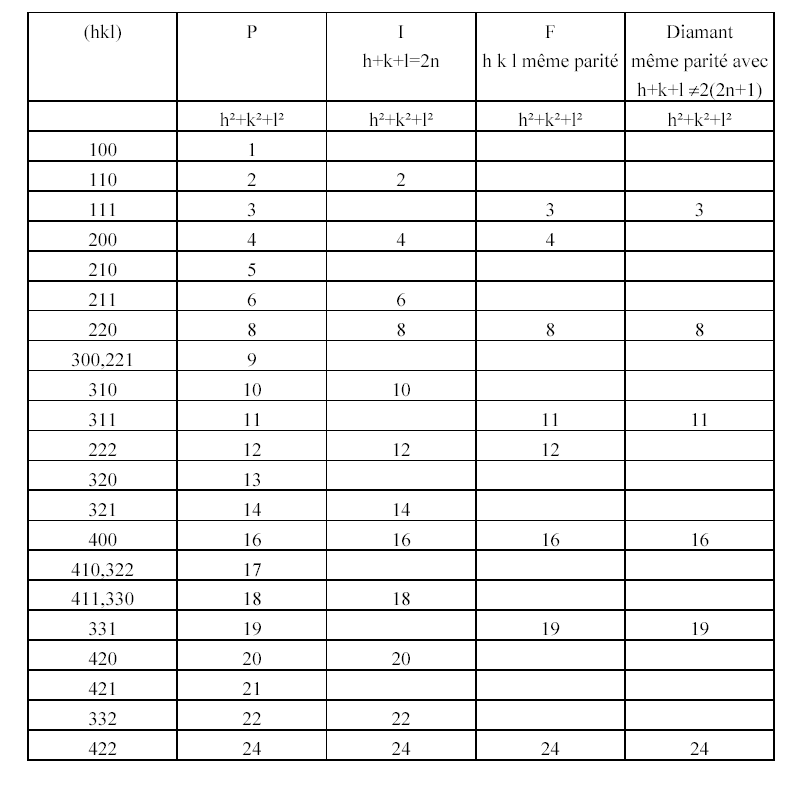 (hkl) P I F Diamant
h+k+l=2n h k l même parité même parité avec
h+k+l ≠2(2n+1)
h²+k²+l² h²+k²+l² h²+k²+l² h²+k²+l²
100 1
110 2 2
111 3 3 3
200 4 4 4
210 5
211 6 6
220 8 8 8 8
300,221 9
310 10 10
311 11 11 11
222 12 12 12
320 13
321 14 14
400 16 16 16 16
410,322 17
411,330 18 18
331 19 19 19
420 20 20
421 21
332 22 22
422 24 24 24 24